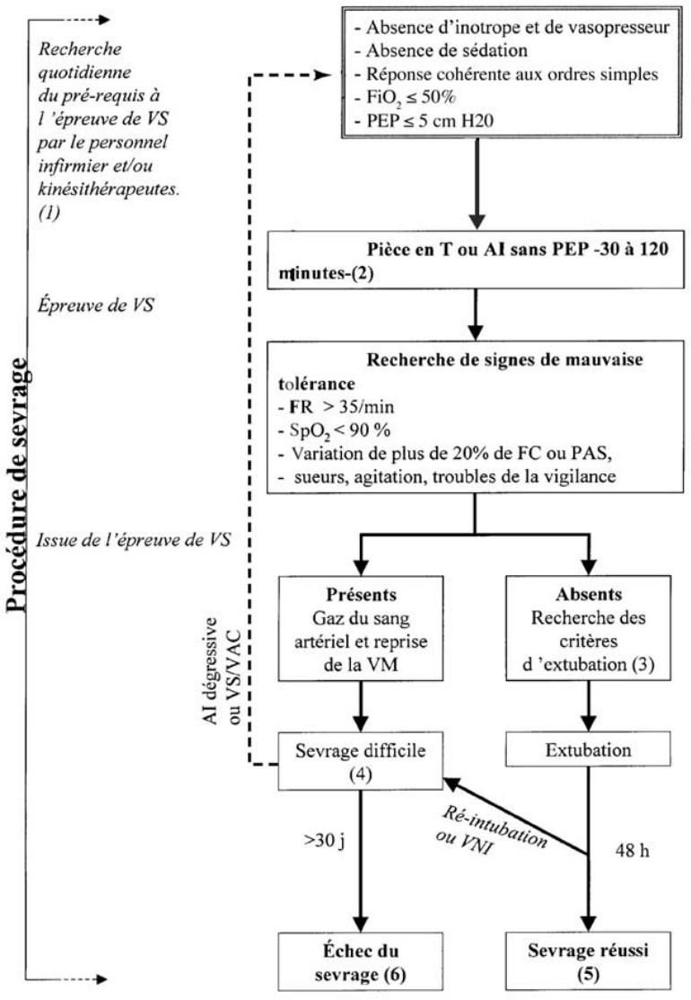 - Absence d'inotrope et de vasopresseur
- Absence de sédation
- Réponse cohérente aux ordres simples
- FiO₂ ≤ 50%
- PEP ≤ 5 cm H20
Recherche
quotidienne
du pré-requis à
l 'épreuve de VS
par le personnel
infirmier et/ou
kinésithérapeutes.
(1)
Pièce en T ou AI sans PEP -30 à 120
minutes-(2)
Épreuve de VS
Recherche de signes de mauvaise
tolérance
- FR > 35/min
- SpO₂ < 90 %
- Variation de plus de 20% de FC ou PAS,
- sueurs, agitation, troubles de la vigilance
Procédure de sevrage
Issue de l'épreuve de VS
Présents
Gaz du sang
artériel et reprise
de la VM
Absents
Recherche des
critères
d 'extubation (3)
AI dégressive
ou VS/VAC
Sevrage difficile
(4)
Extubation
Ré-intubation
ou VNI
>30 j
48 h
Échec du
sevrage (6)
Sevrage réussi
(5)